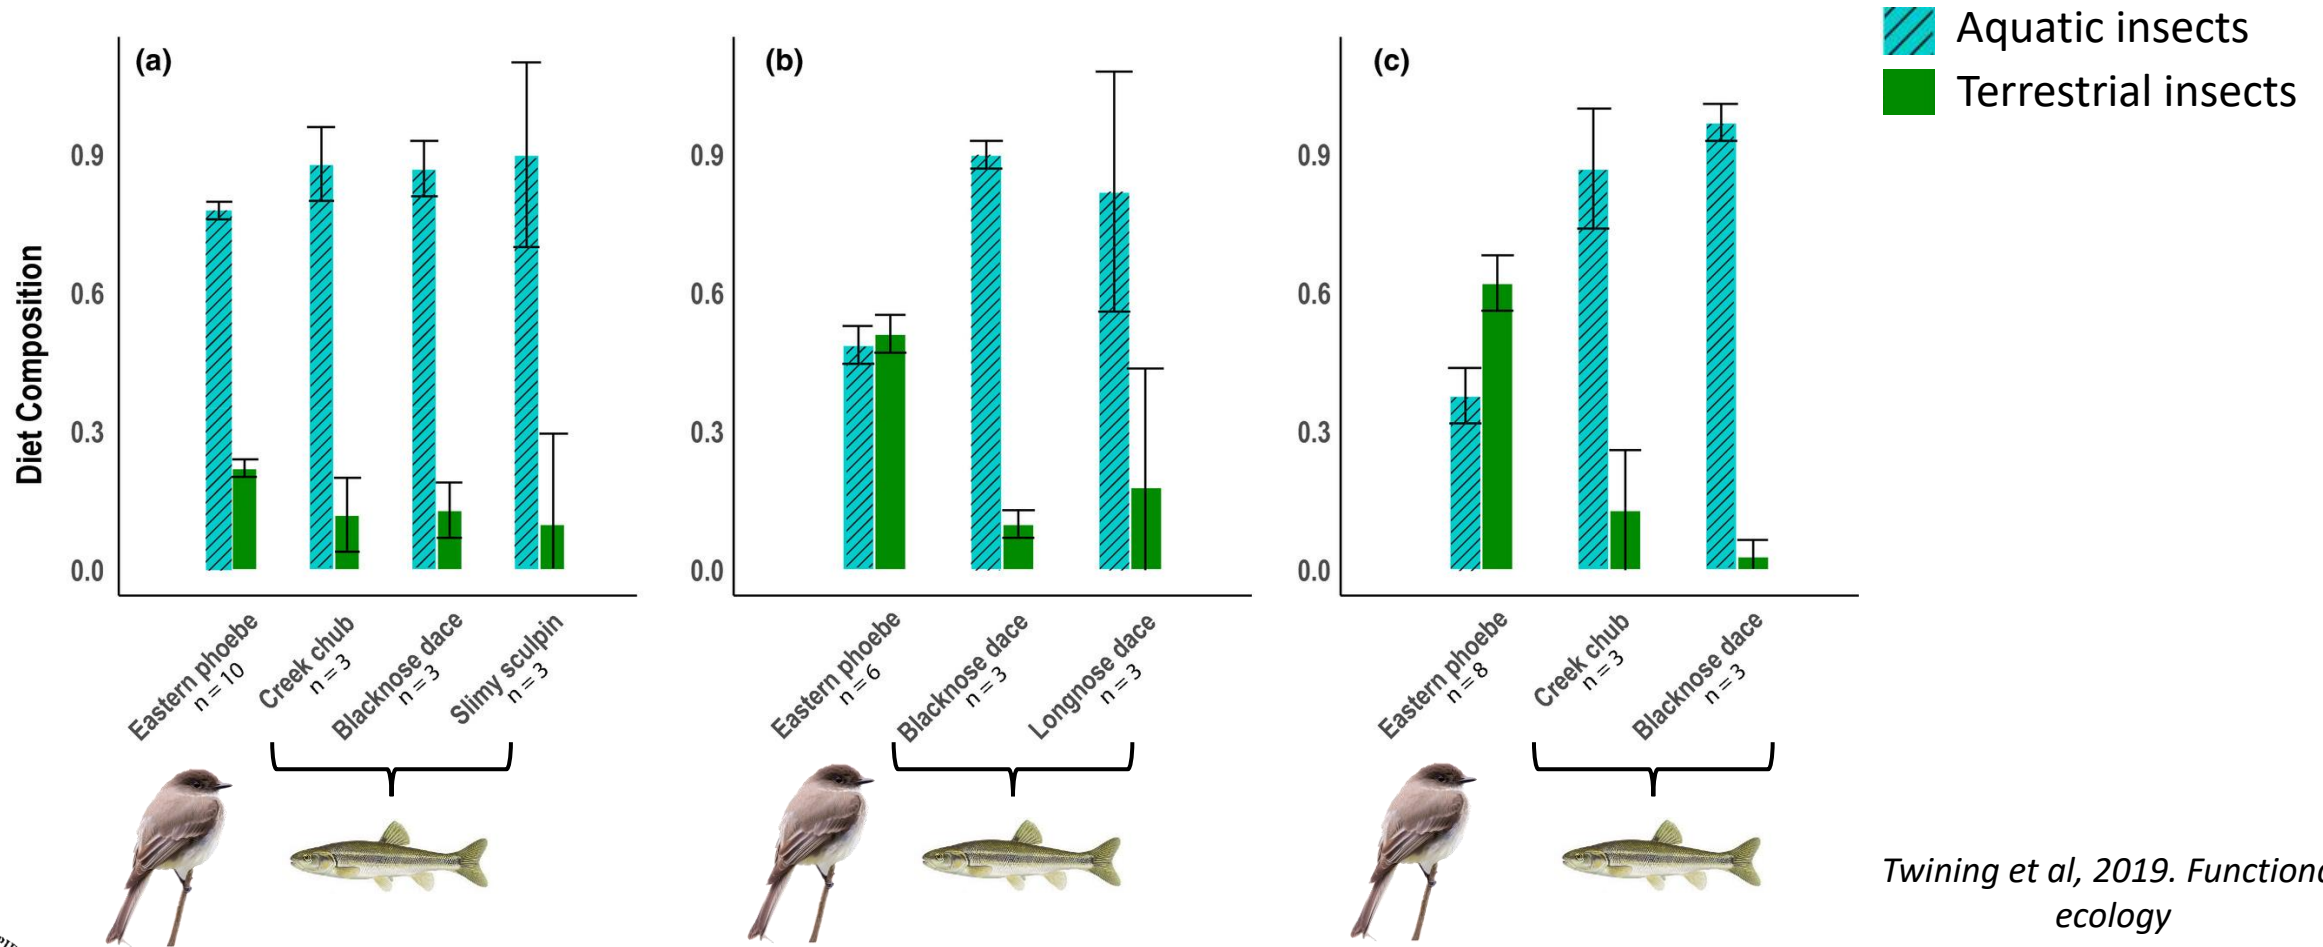 Aquatic insects
Terrestrial insects
Diet Composition
(a)
0.9
0.6
0.3
0.0
Eastern phoebe
n = 10
Creek chub
n = 3
Blacknose dace
n = 3
Slimy sculpin
n = 3
(b)
0.9
0.6
0.3
0.0
Eastern phoebe
n = 6
Blacknose dace
n = 3
Longnose dace
n = 3
(c)
0.9
0.6
0.3
0.0
Eastern phoebe
n = 8
Creek chub
n = 3
Blacknose dace
n = 3
Twining et al, 2019.
ecology